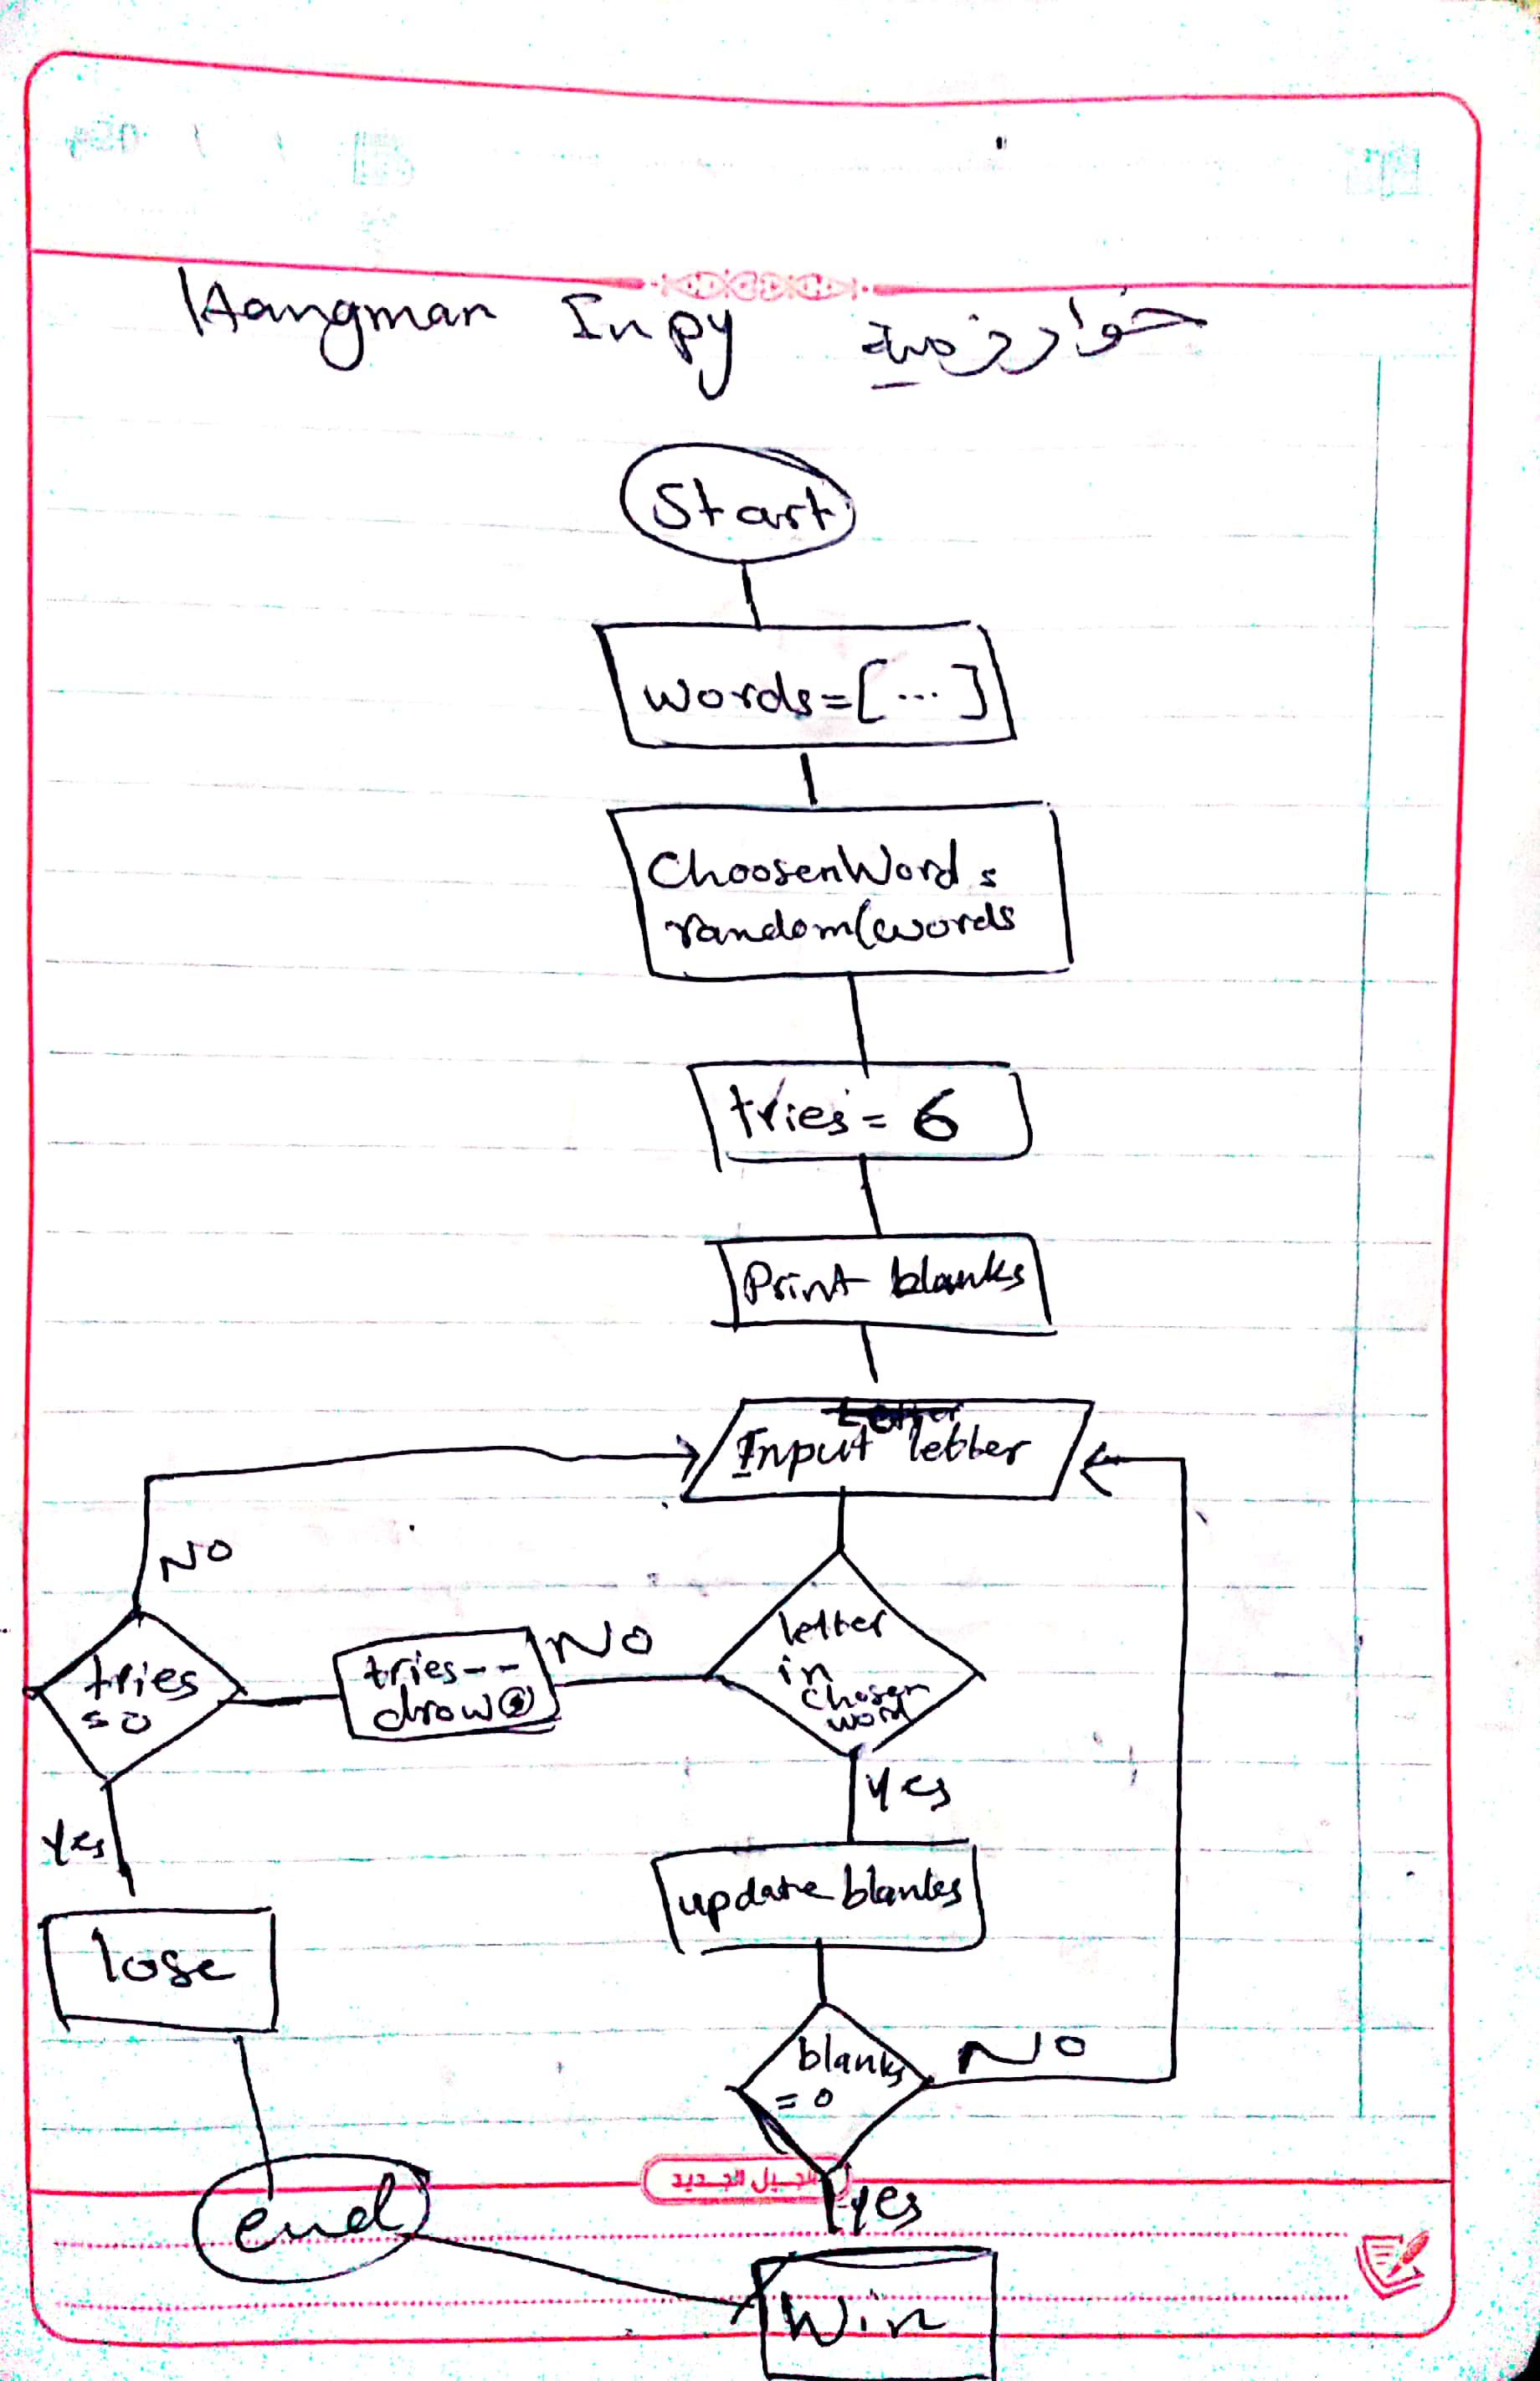 Hangman In py خوارزمية
Start
words=[...]
ChoosenWord =
random(words
tries = 6
Print blanks
Input letter
NO
letter
in
chosen
word
NO
tries--
drow
tries
= 0
yes
yes
update blanks
lose
blanks
= 0
NO
الجيل الجديد
yes
end
Win